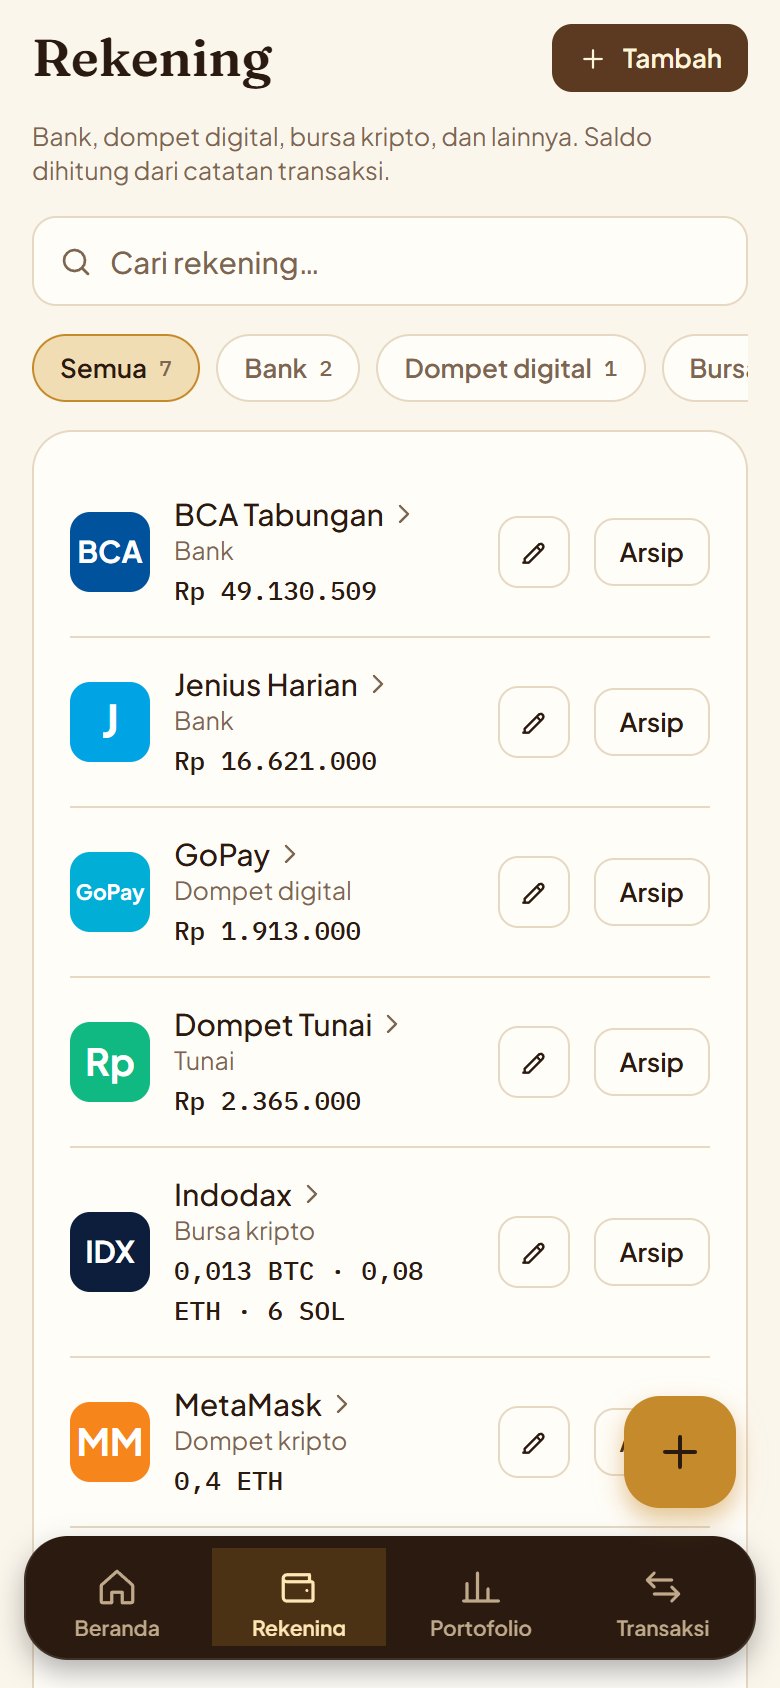 Rekening
Tambah
Bank, dompet digital, bursa kripto, dan lainnya. Saldo
dihitung dari catatan transaksi.
Cari rekening...
Semua 7
Bank 2
Dompet digital 1
BCA
BCA Tabungan
Bank
Rp 49.130.509
Arsip
J
Jenius Harian
Bank
Rp 16.621.000
Arsip
GoPay
GoPay
Dompet digital
Rp 1.913.000
Arsip
Rp
Dompet Tunai
Tunai
Rp 2.365.000
Arsip
IDX
Indodax
Bursa kripto
0,013 BTC · 0,08
ETH · 6 SOL
Arsip
MM
MetaMask
Dompet kripto
0,4 ETH
Beranda
Rekening
Portofolio
Transaksi